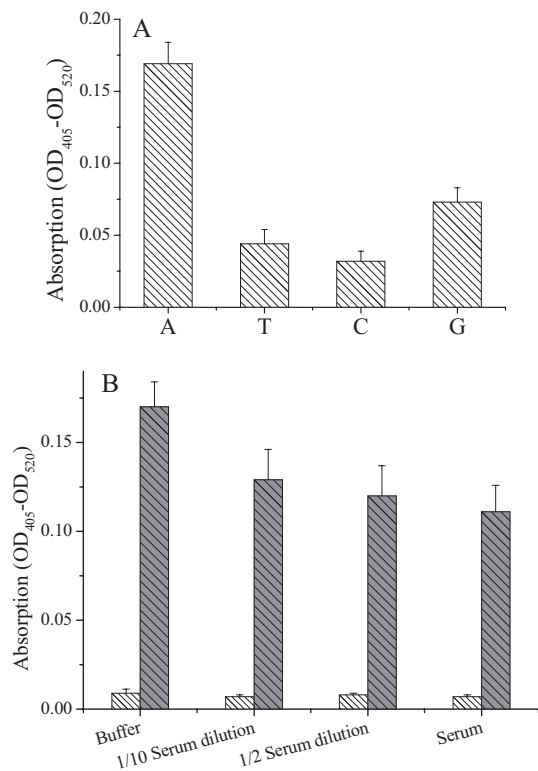 A
0.20
0.15
0.10
0.05
0.00
Absorption (OD405-OD520)
A T C G
B
0.15
0.10
0.05
0.00
Absorption (OD405-OD520)
Buffer
1/10 Serum dilution
1/2 Serum dilution
Serum